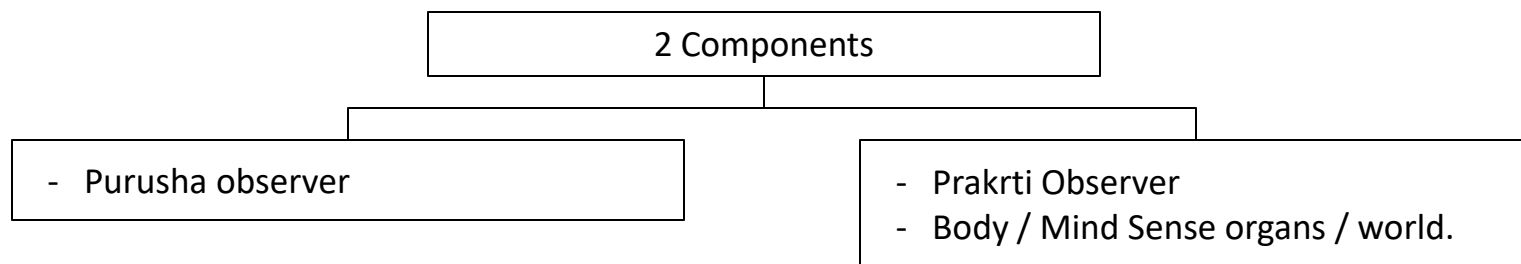 2 Components
- Purusha observer
- Prakrti Observer
- Body / Mind Sense organs / world.